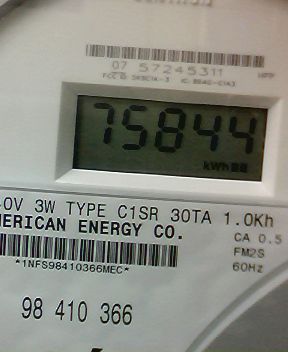 07 57245311
75844
kWh
0V 3W TYPE C1SR 30TA 1.0Kh
MERICAN ENERGY CO.
CA 0.5
FM2S
*1NFS98410366MEC*
60Hz
98 410 366